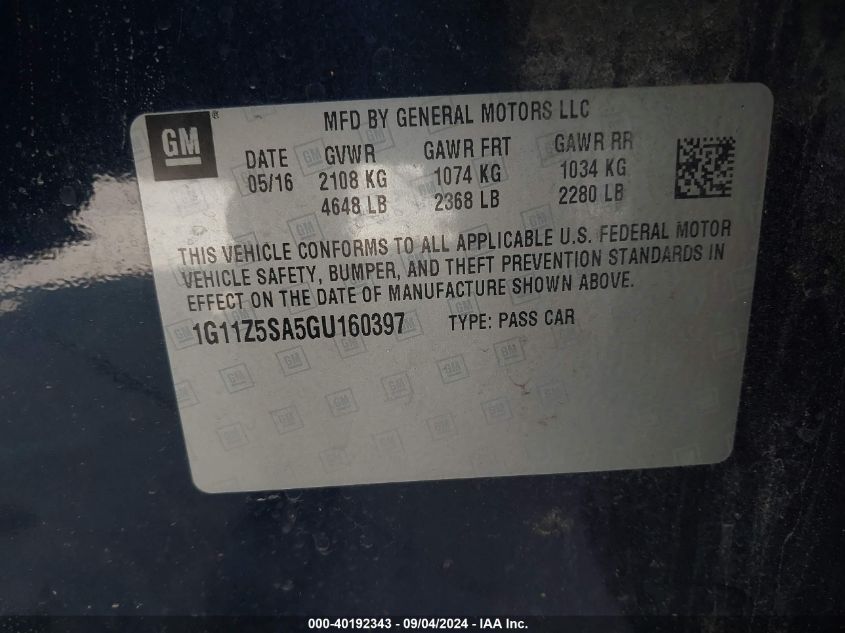 GM®
MFD BY GENERAL MOTORS LLC
DATE GVWR GAWR FRT GAWR RR
05/16 2108 KG 1074 KG 1034 KG
4648 LB 2368 LB 2280 LB
THIS VEHICLE CONFORMS TO ALL APPLICABLE U.S. FEDERAL MOTOR
VEHICLE SAFETY, BUMPER, AND THEFT PREVENTION STANDARDS IN
EFFECT ON THE DATE OF MANUFACTURE SHOWN ABOVE.
1G11Z5SA5GU160397 TYPE: PASS CAR
000-40192343 - 09/04/2024 - IAA Inc.